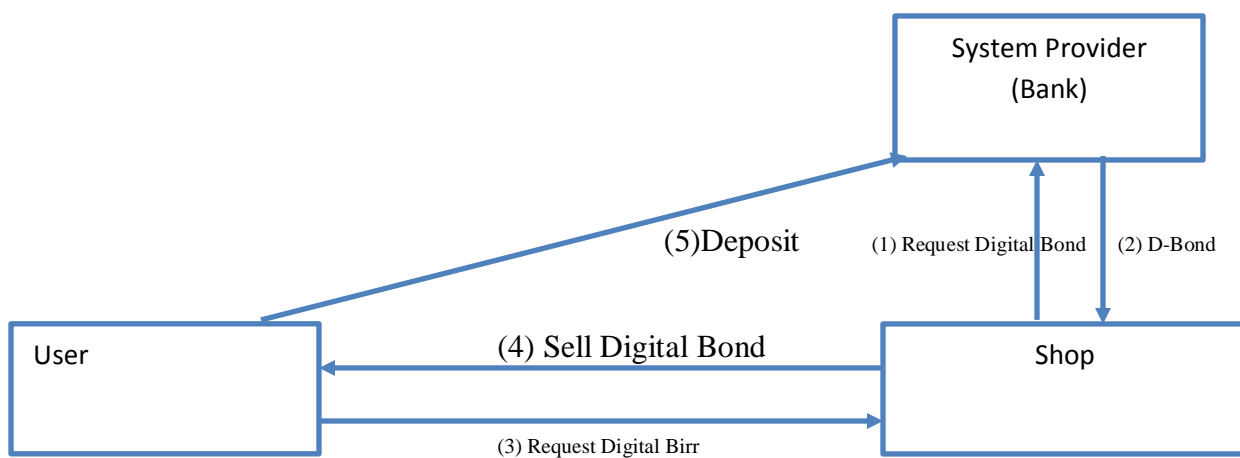 System Provider
(Bank)
(5)Deposit
(1) Request Digital Bond
(2) D-Bond
User
(4) Sell Digital Bond
Shop
(3) Request Digital Birr